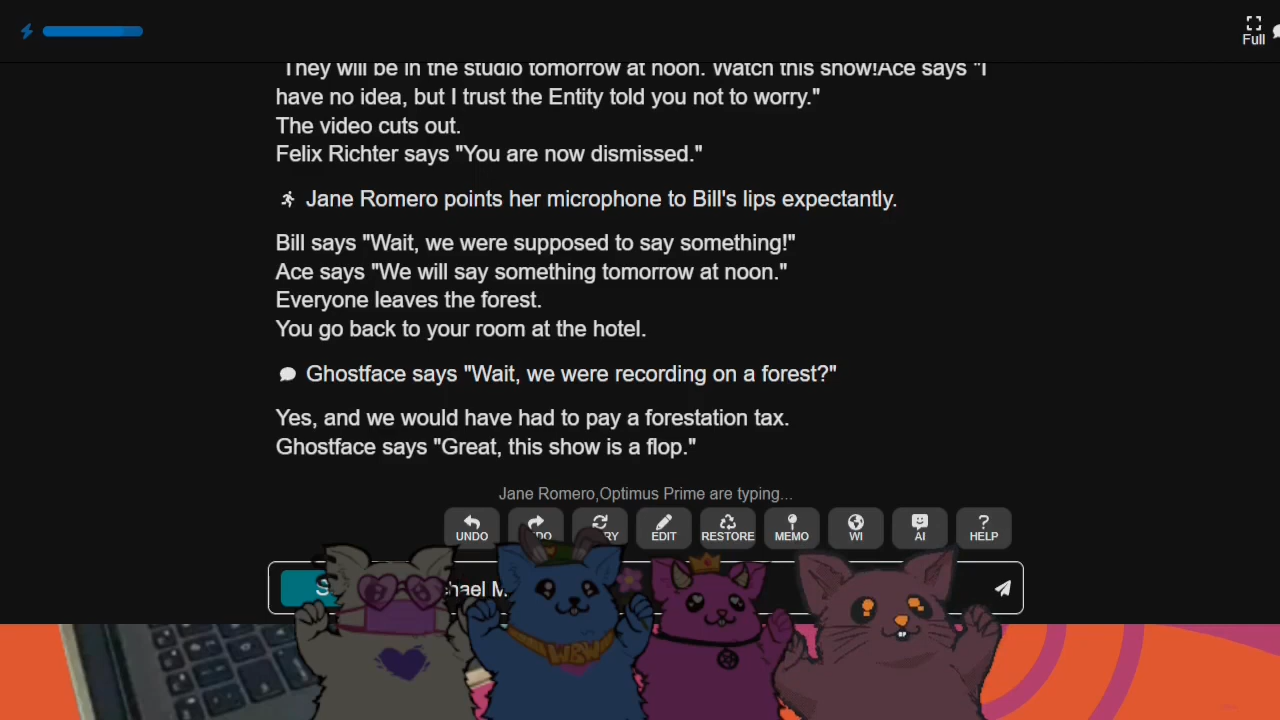 Full
"They will be in the studio tomorrow at noon. Watch this show!Ace says "I
have no idea, but I trust the Entity told you not to worry."
The video cuts out.
Felix Richter says "You are now dismissed."
Jane Romero points her microphone to Bill's lips expectantly.
Bill says "Wait, we were supposed to say something!"
Ace says "We will say something tomorrow at noon."
Everyone leaves the forest.
You go back to your room at the hotel.
Ghostface says "Wait, we were recording on a forest?"
Yes, and we would have had to pay a forestation tax.
Ghostface says "Great, this show is a flop."
Jane Romero,Optimus Prime are typing...
UNDO
EDIT RESTORE MEMO WI AI HELP
WBW